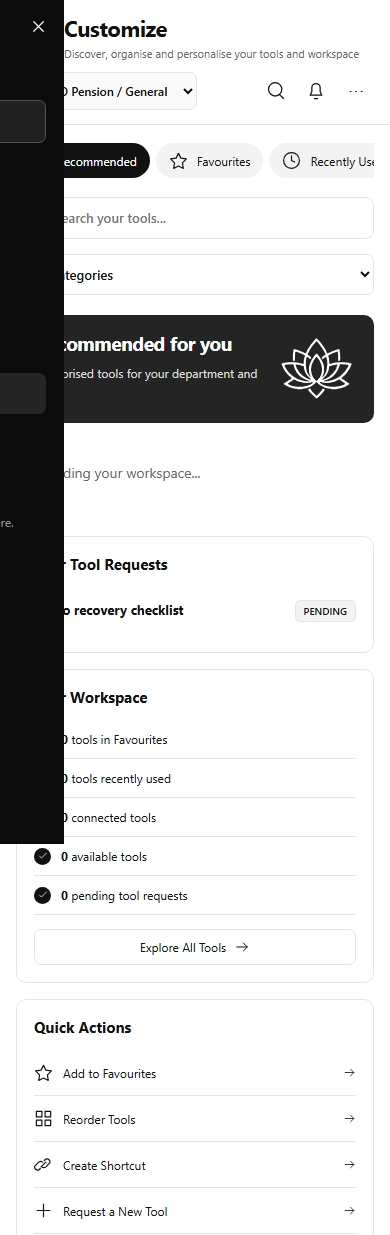 Customize
Discover, organise and personalise your tools and workspace
Pension / General
ecommended
Favourites
Recently Use
earch your tools...
ategories
commended for you
orised tools for your department and
ding your workspace...
re.
r Tool Requests
o recovery checklist
PENDING
r Workspace
0 tools in Favourites
0 tools recently used
0 connected tools
0 available tools
0 pending tool requests
Explore All Tools
Quick Actions
Add to Favourites
Reorder Tools
Create Shortcut
Request a New Tool